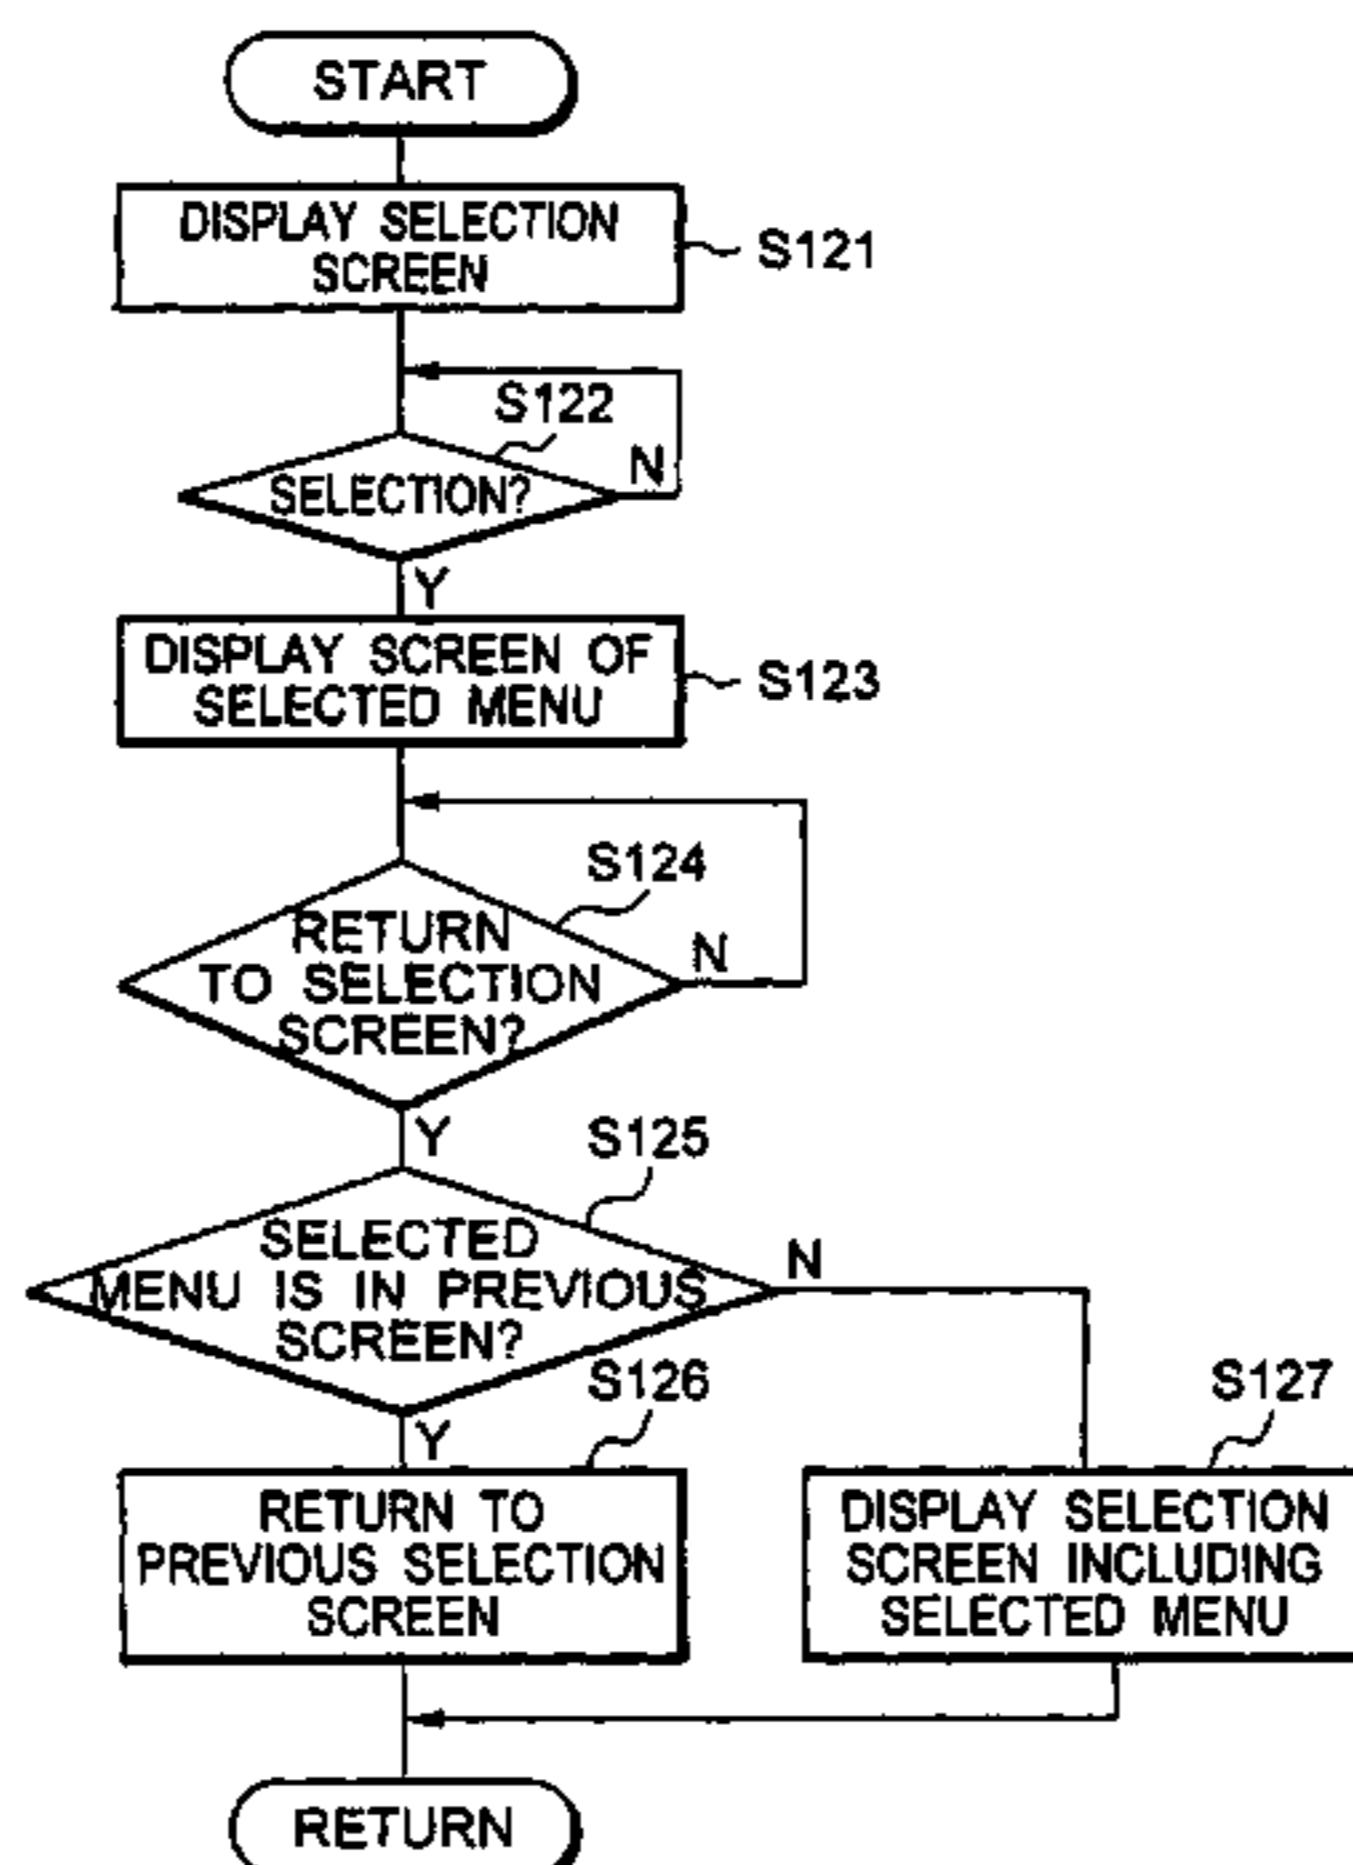 START
DISPLAY SELECTION
SCREEN
S121
S122
SELECTION?
N
Y
DISPLAY SCREEN OF
SELECTED MENU
S123
S124
RETURN
TO SELECTION
SCREEN?
N
Y
S125
SELECTED
MENU IS IN PREVIOUS
SCREEN?
N
Y
S126
RETURN TO
PREVIOUS SELECTION
SCREEN
S127
DISPLAY SELECTION
SCREEN INCLUDING
SELECTED MENU
RETURN